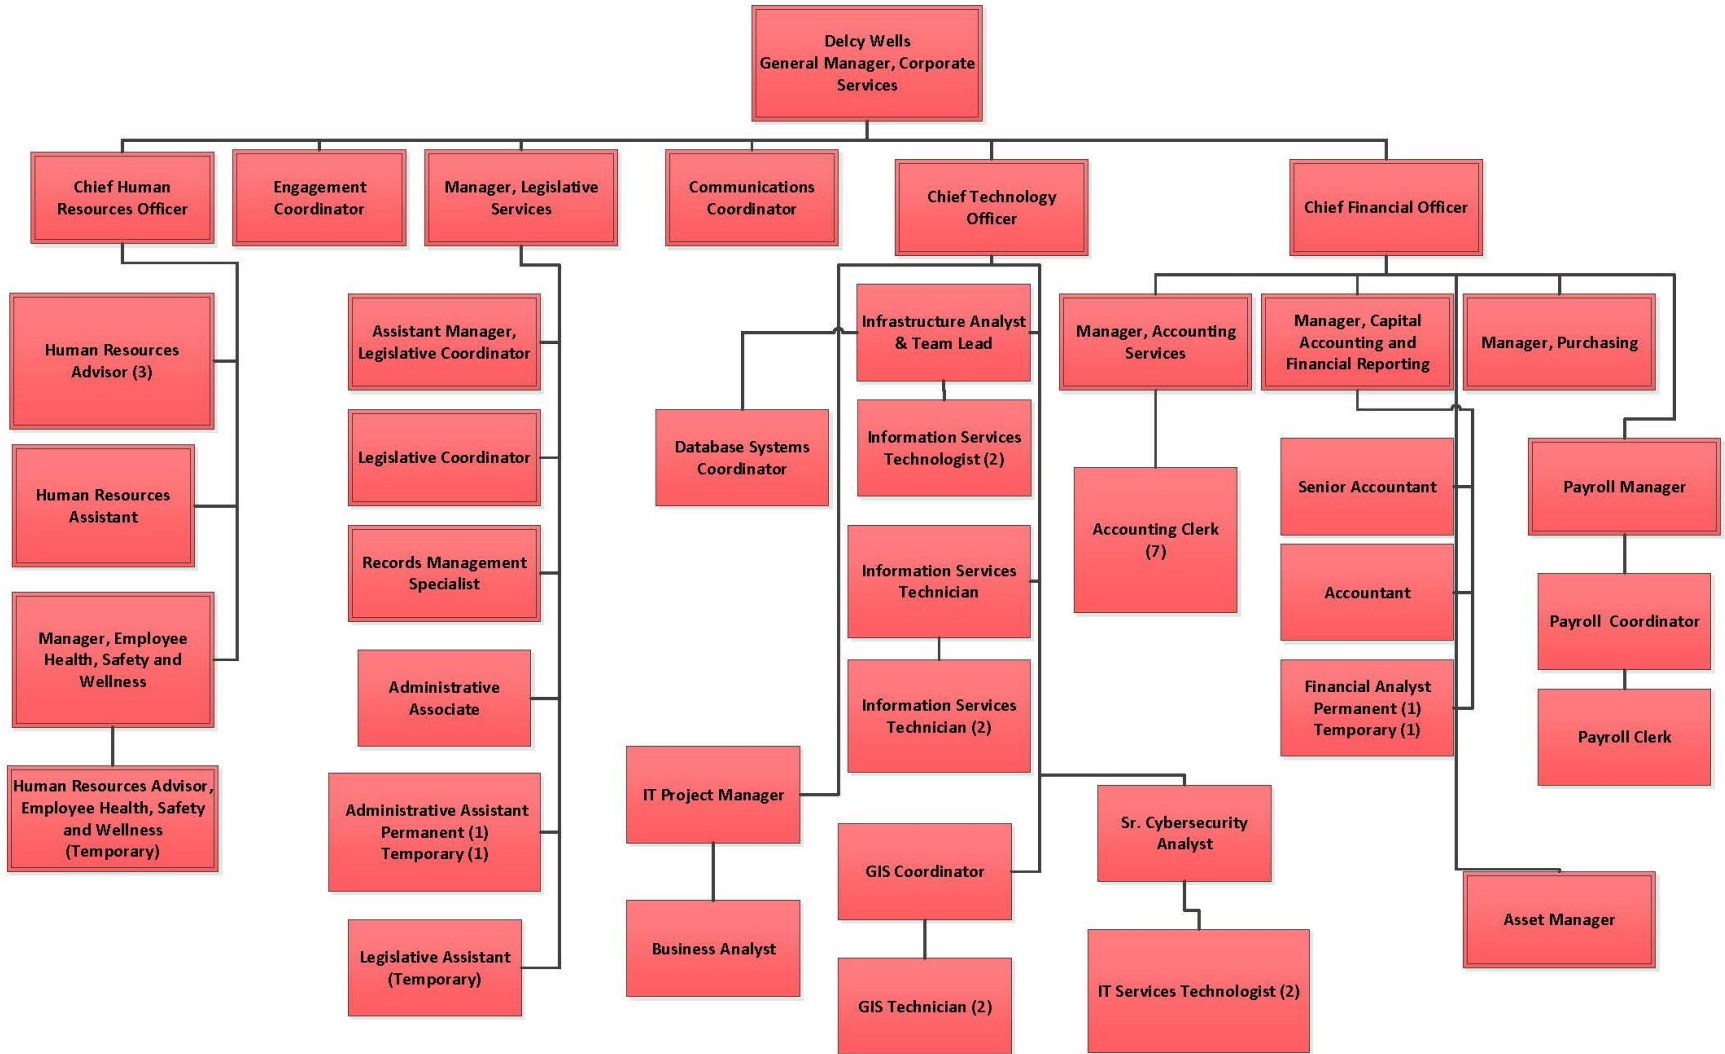 Delcy Wells
General Manager, Corporate
Services
Chief Human
Resources Officer
Engagement
Coordinator
Manager, Legislative
Services
Communications
Coordinator
Chief Technology
Officer
Chief Financial Officer
Human Resources
Advisor (3)
Human Resources
Assistant
Manager, Employee
Health, Safety and
Wellness
Human Resources Advisor,
Employee Health, Safety
and Wellness
(Temporary)
Assistant Manager,
Legislative Coordinator
Legislative Coordinator
Records Management
Specialist
Administrative
Associate
Administrative Assistant
Permanent (1)
Temporary (1)
Legislative Assistant
(Temporary)
Infrastructure Analyst
& Team Lead
Database Systems
Coordinator
Information Services
Technologist (2)
Information Services
Technician
Information Services
Technician (2)
IT Project Manager
Business Analyst
GIS Coordinator
GIS Technician (2)
Sr. Cybersecurity
Analyst
IT Services Technologist (2)
Manager, Accounting
Services
Accounting Clerk
(7)
Manager, Capital
Accounting and
Financial Reporting
Senior Accountant
Accountant
Financial Analyst
Permanent (1)
Temporary (1)
Manager, Purchasing
Payroll Manager
Payroll Coordinator
Payroll Clerk
Asset Manager